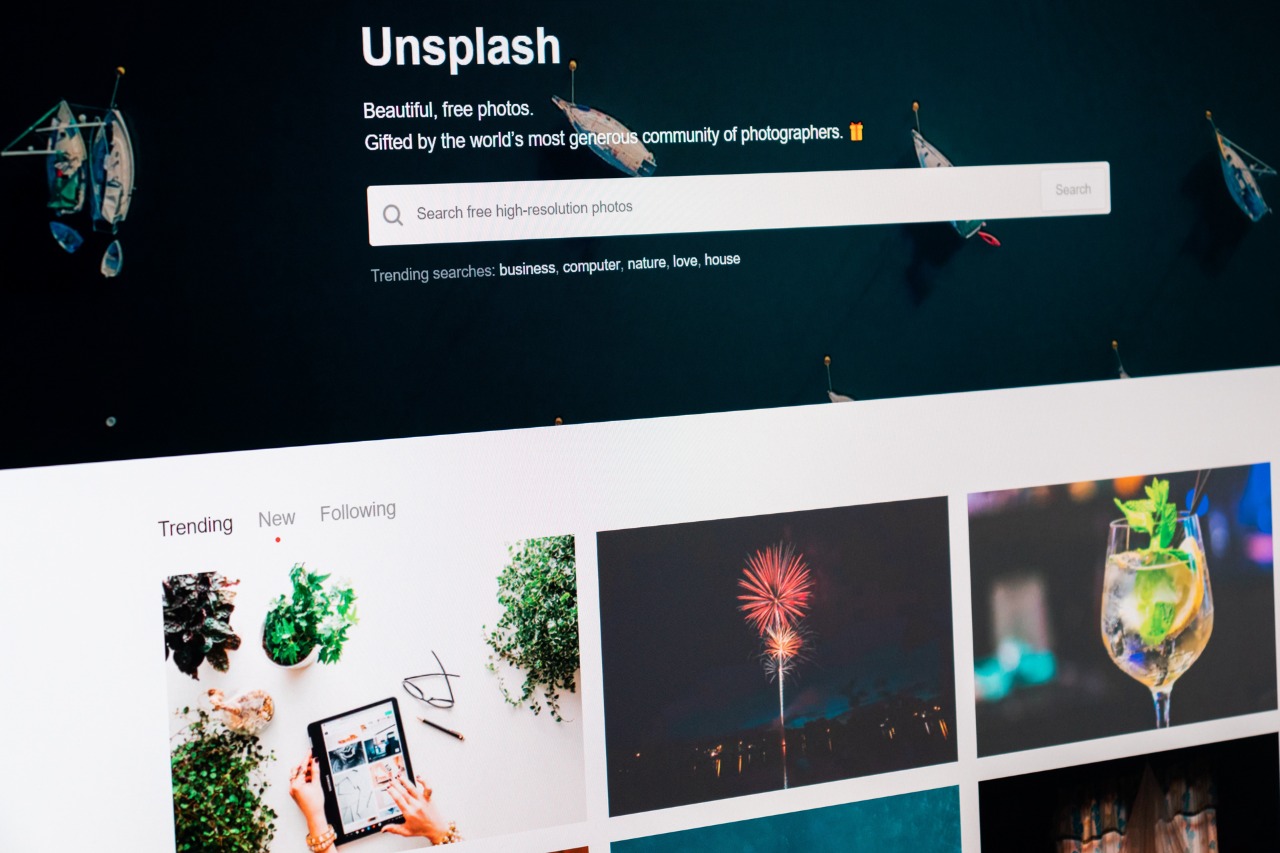 Unsplash
Beautiful, free photos.
Gifted by the world's most generous community of photographers. 🎁
Search free high-resolution photos
Search
Trending searches: business, computer, nature, love, house
Trending New Following